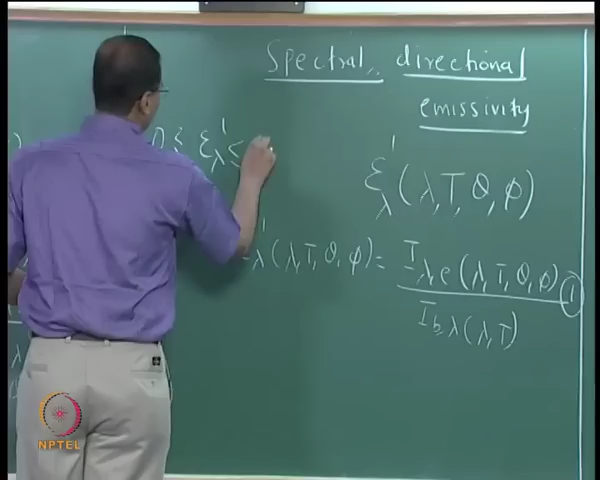 Spectral, directional
emissivity
0 ≤ ε'λ ≤
ε'λ (λ, T, θ, φ)
λ' (λ, T, θ, φ) = Iλ,e (λ, T, θ, φ) ①
Ib,λ (λ, T)
NPTEL